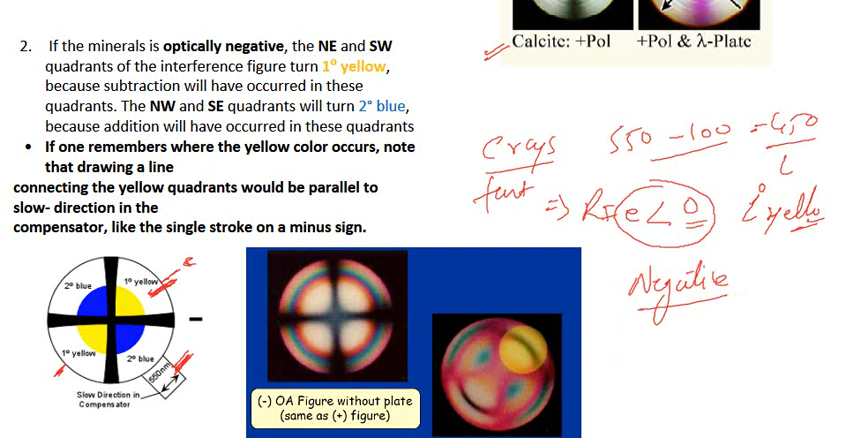 Calcite: +Pol +Pol & λ-Plate
2. If the minerals is optically negative, the NE and SW
quadrants of the interference figure turn 1° yellow,
because subtraction will have occurred in these
quadrants. The NW and SE quadrants will turn 2° blue,
because addition will have occurred in these quadrants
• If one remembers where the yellow color occurs, note
that drawing a line
connecting the yellow quadrants would be parallel to
slow- direction in the
compensator, like the single stroke on a minus sign.
E rays
fast
550 - 100 = 450
=> RI e < O
yello
Negative
2° blue
1° yellow
1° yellow
2° blue
550nm
Slow Direction in
Compensator
-
(-) OA Figure without plate
(same as (+) figure)